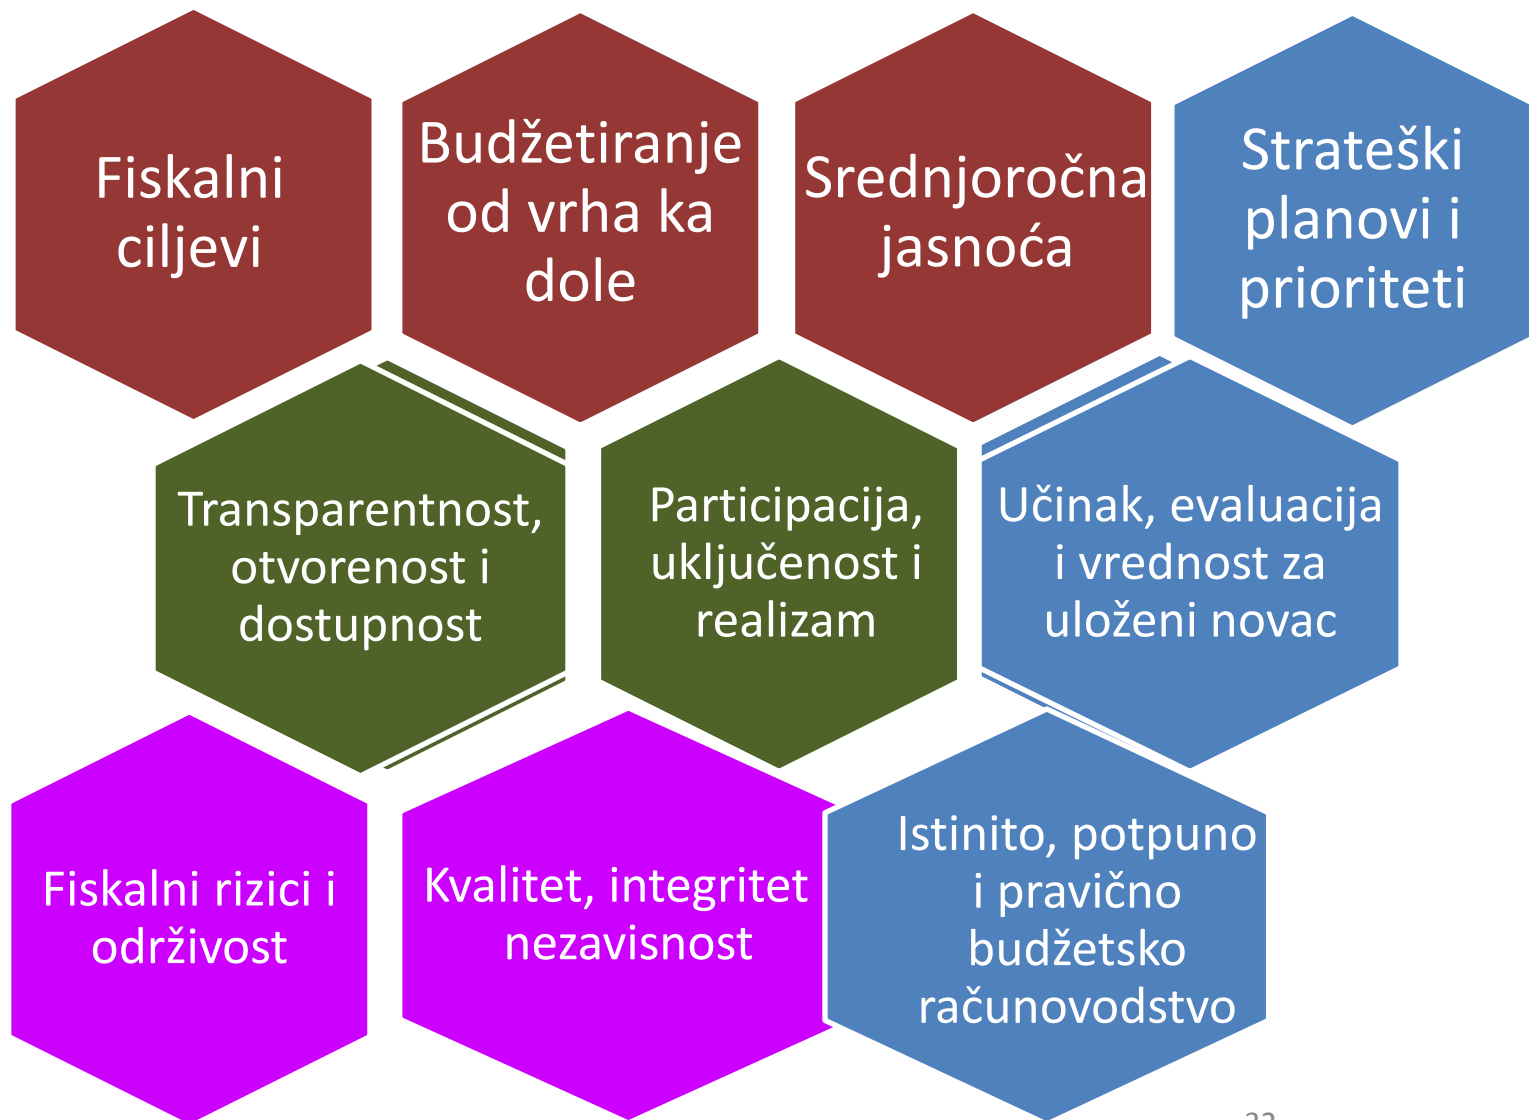 Fiskalni
ciljevi
Budžetiranje
od vrha ka
dole
Srednjoročna
jasnoća
Strateški
planovi i
prioriteti
Transparentnost,
otvorenost i
dostupnost
Participacija,
uključenost i
realizam
Učinak, evaluacija
i vrednost za
uloženi novac
Fiskalni rizici i
održivost
Kvalitet, integritet
nezavisnost
Istinito, potpuno
i pravično
budžetsko
računovodstvo